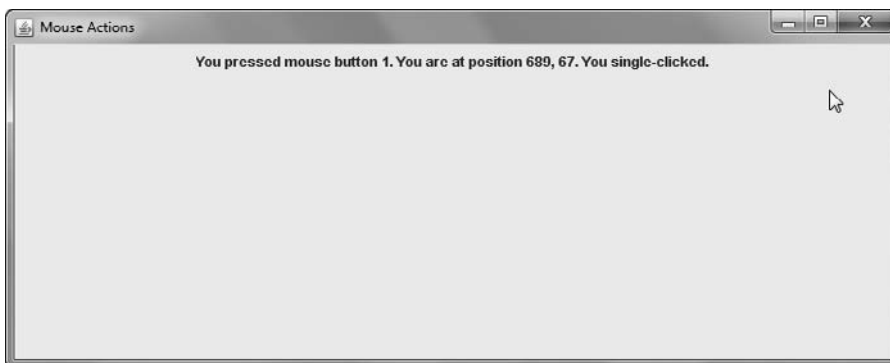 Mouse Actions
You pressed mouse button 1. You are at position 689, 67. You single-clicked.